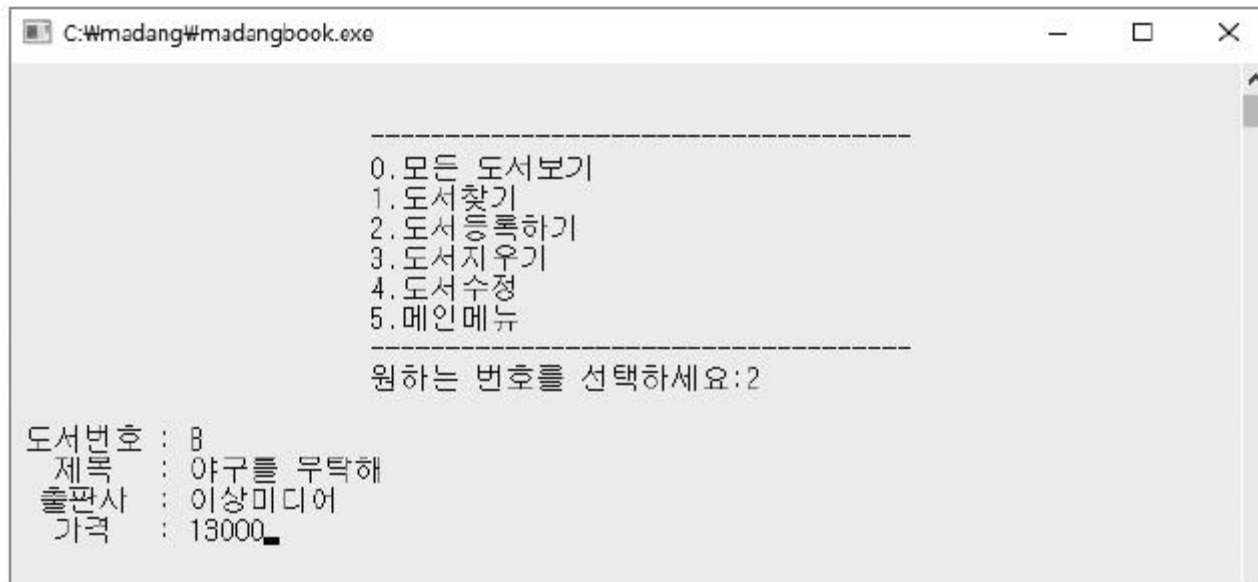 C:₩madang₩madangbook.exe
--------------------------------------
0.모든 도서보기
1.도서찾기
2.도서등록하기
3.도서지우기
4.도서수정
5.메인메뉴
--------------------------------------
원하는 번호를 선택하세요:2
도서번호 : 8
제목 : 야구를 부탁해
출판사 : 이상미디어
가격 : 13000